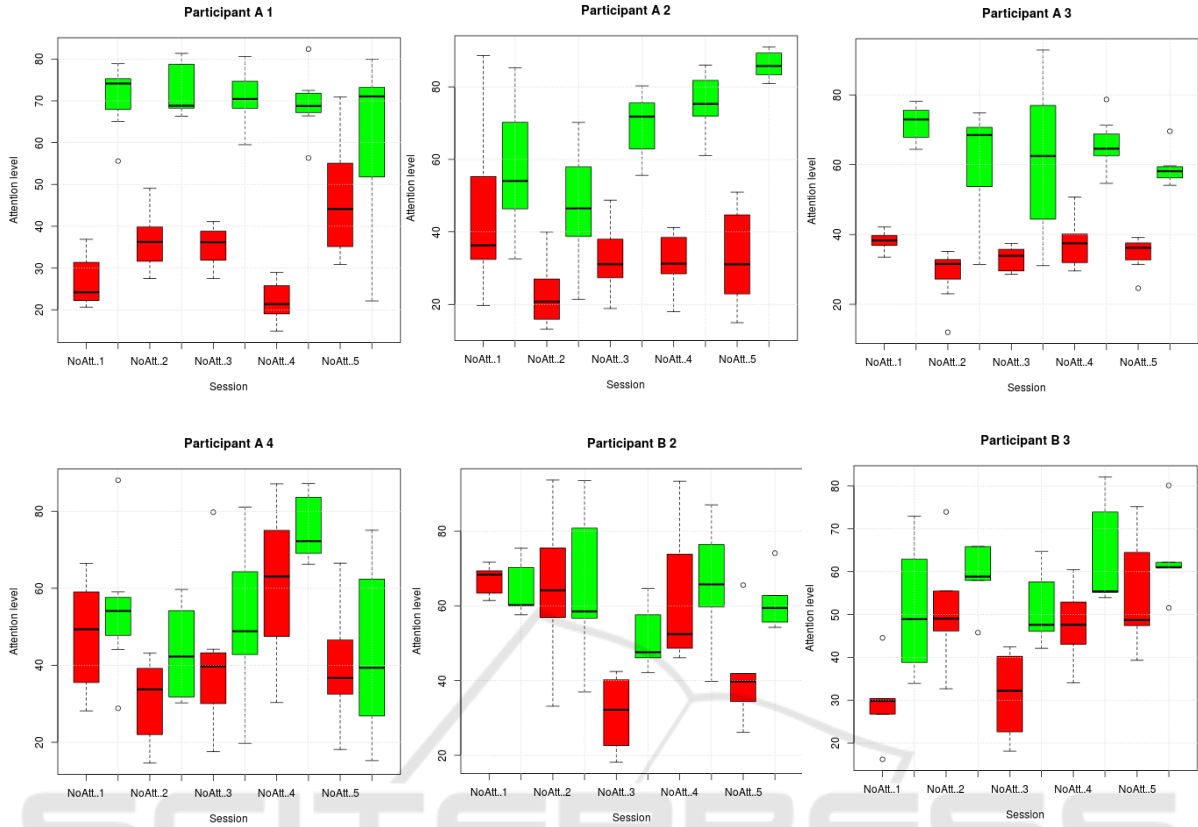 Participant A 1
Attention level
80
70
60
50
40
30
20
NoAtt..1 NoAtt..2 NoAtt..3 NoAtt..4 NoAtt..5
Session
Participant A 2
Attention level
80
60
40
20
NoAtt..1 NoAtt..2 NoAtt..3 NoAtt..4 NoAtt..5
Session
Participant A 3
Attention level
80
60
40
20
NoAtt..1 NoAtt..2 NoAtt..3 NoAtt..4 NoAtt..5
Session
Participant A 4
Attention level
80
60
40
20
NoAtt..1 NoAtt..2 NoAtt..3 NoAtt..4 NoAtt..5
Session
Participant B 2
Attention level
80
60
40
20
NoAtt..1 NoAtt..2 NoAtt..3 NoAtt..4 NoAtt..5
Session
Participant B 3
Attention level
80
70
60
50
40
30
20
NoAtt..1 NoAtt..2 NoAtt..3 NoAtt..4 NoAtt..5
Session
SCITEPRESS